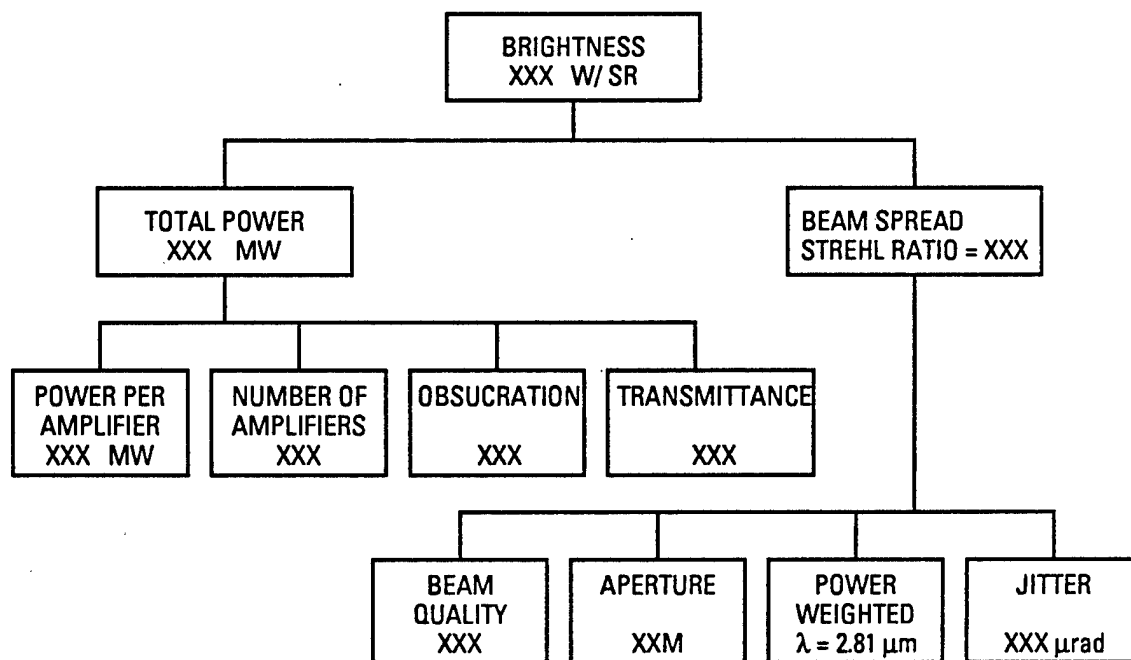 BRIGHTNESS
XXX W/ SR
TOTAL POWER
XXX MW
BEAM SPREAD
STREHL RATIO = XXX
POWER PER
AMPLIFIER
XXX MW
NUMBER OF
AMPLIFIERS
XXX
OBSUCRATION
XXX
TRANSMITTANCE
XXX
BEAM
QUALITY
XXX
APERTURE
XXM
POWER
WEIGHTED
λ = 2.81 μm
JITTER
XXX μrad